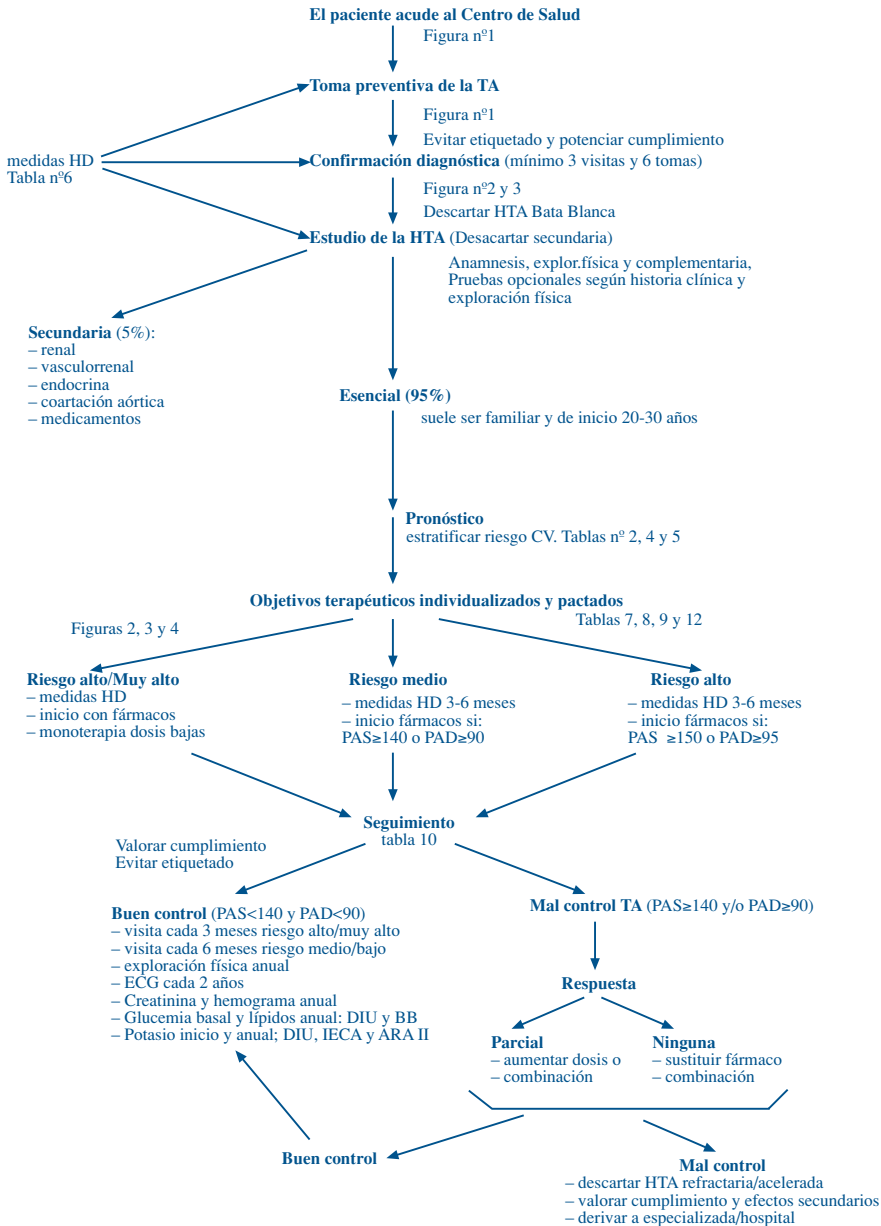 El paciente acude al Centro de Salud
Figura nº1
Toma preventiva de la TA
Figura nº1
Evitar etiquetado y potenciar cumplimiento
medidas HD
Tabla nº6
Confirmación diagnóstica (mínimo 3 visitas y 6 tomas)
Figura nº2 y 3
Descartar HTA Bata Blanca
Estudio de la HTA (Desacartar secundaria)
Anamnesis, explor.física y complementaria,
Pruebas opcionales según historia clínica y
exploración física
Secundaria (5%):
– renal
– vasculorrenal
– endocrina
– coartación aórtica
– medicamentos
Esencial (95%)
suele ser familiar y de inicio 20-30 años
Pronóstico
estratificar riesgo CV. Tablas nº 2, 4 y 5
Objetivos terapéuticos individualizados y pactados
Figuras 2, 3 y 4
Tablas 7, 8, 9 y 12
Riesgo alto/Muy alto
– medidas HD
– inicio con fármacos
– monoterapia dosis bajas
Riesgo medio
– medidas HD 3-6 meses
– inicio fármacos si:
PAS≥140 o PAD≥90
Riesgo alto
– medidas HD 3-6 meses
– inicio fármacos si:
PAS ≥150 o PAD≥95
Seguimiento
tabla 10
Valorar cumplimiento
Evitar etiquetado
Buen control (PAS<140 y PAD<90)
– visita cada 3 meses riesgo alto/muy alto
– visita cada 6 meses riesgo medio/bajo
– exploración física anual
– ECG cada 2 años
– Creatinina y hemograma anual
– Glucemia basal y lípidos anual: DIU y BB
– Potasio inicio y anual; DIU, IECA y ARA II
Mal control TA (PAS≥140 y/o PAD≥90)
Respuesta
Parcial
– aumentar dosis o
– combinación
Ninguna
– sustituir fármaco
– combinación
Buen control
Mal control
– descartar HTA refractaria/acelerada
– valorar cumplimiento y efectos secundarios
– derivar a especializada/hospital